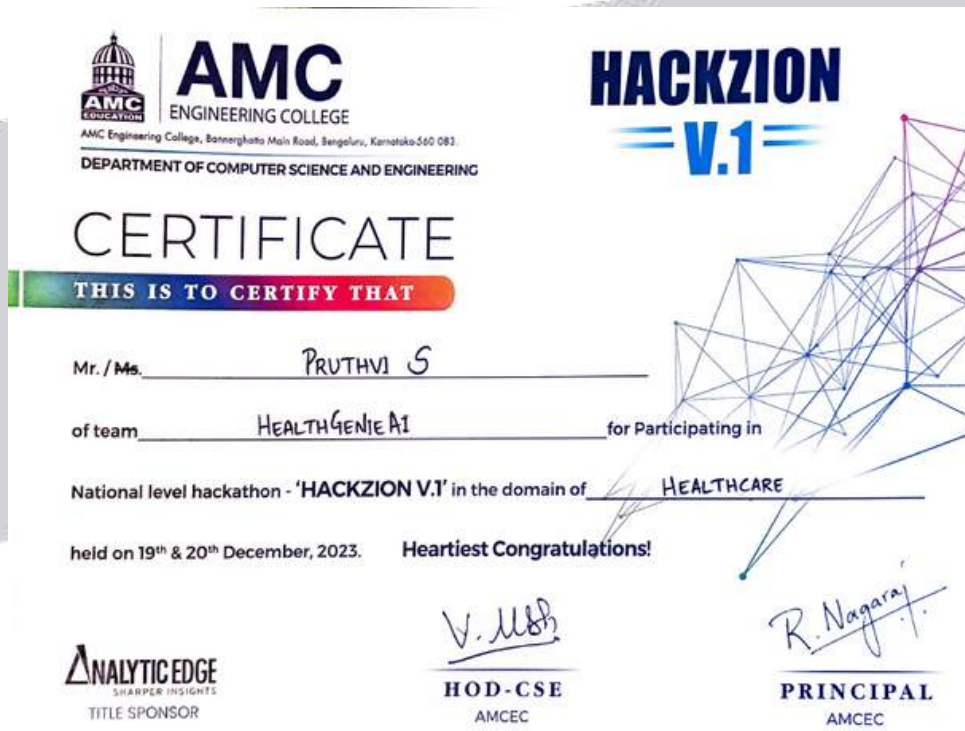 AMC
EDUCATION
AMC
ENGINEERING COLLEGE
AMC Engineering College, Bannerghatta Main Road, Bengaluru, Karnataka-560 083.
DEPARTMENT OF COMPUTER SCIENCE AND ENGINEERING
HACKZION
V.1
CERTIFICATE
THIS IS TO CERTIFY THAT
Mr. / Ms. PRUTHVI S
of team HEALTHGENIE AI for Participating in
National level hackathon - 'HACKZION V.1' in the domain of HEALTHCARE
held on 19th & 20th December, 2023. Heartiest Congratulations!
ANALYTIC EDGE
SHARPER INSIGHTS
TITLE SPONSOR
HOD-CSE
AMCEC
R. Nagaraj
PRINCIPAL
AMCEC